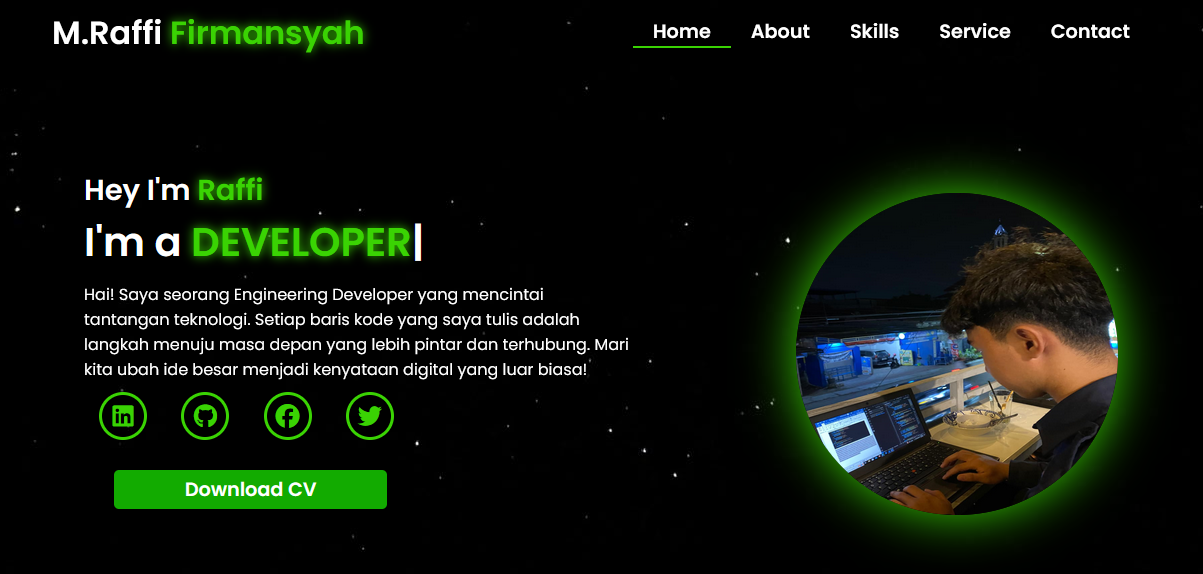 M.Raffi Firmansyah
Home About Skills Service Contact
Hey I'm Raffi
I'm a DEVELOPER|
Hai! Saya seorang Engineering Developer yang mencintai
tantangan teknologi. Setiap baris kode yang saya tulis adalah
langkah menuju masa depan yang lebih pintar dan terhubung. Mari
kita ubah ide besar menjadi kenyataan digital yang luar biasa!
Download CV